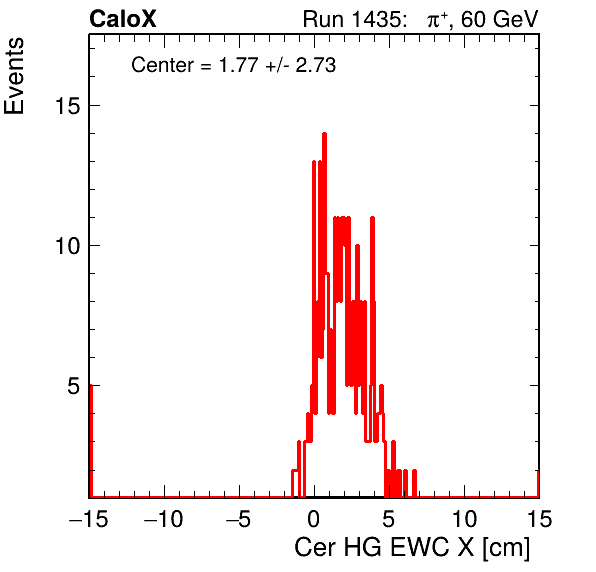 CaloX Run 1435: π⁺, 60 GeV
Center = 1.77 +/- 2.73
Events
15
10
5
−15 −10 −5 0 5 10 15
Cer HG EWC X [cm]